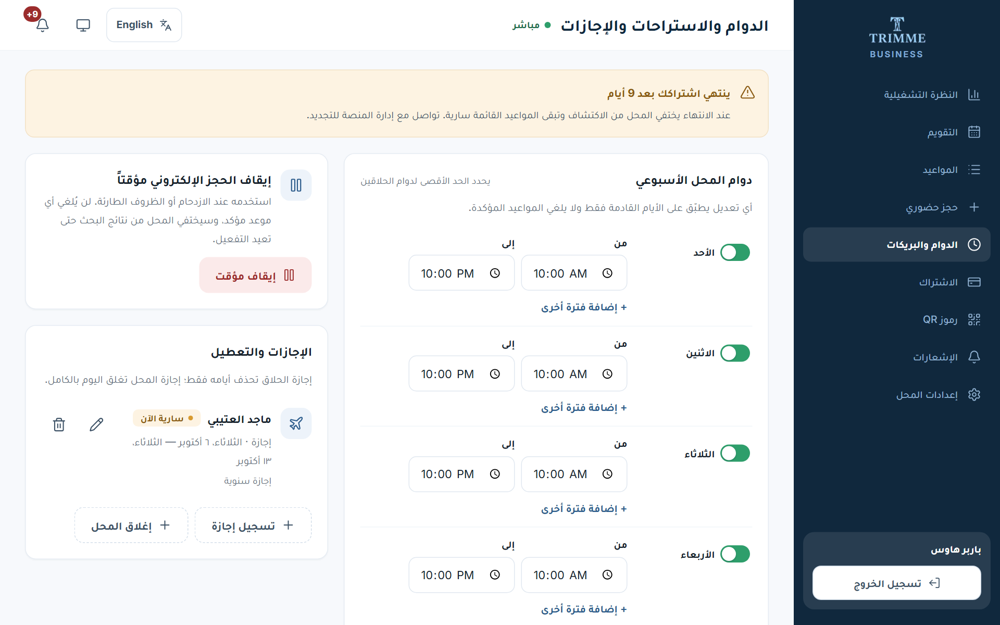 TRIMME
BUSINESS
النظرة التشغيلية
التقويم
المواعيد
حجز حضوري
الدوام والبريكات
الاشتراك
رموز QR
الإشعارات
إعدادات المحل
باربر هاوس
تسجيل الخروج
الدوام والاستراحات والإجازات
مباشر
English
+9
ينتهي اشتراكك بعد 9 أيام
عند الانتهاء يختفي المحل من الاكتشاف وتبقى المواعيد القائمة سارية. تواصل مع إدارة المنصة للتجديد.
دوام المحل الأسبوعي
يحدد الحد الأقصى لدوام الحلاقين
أي تعديل يطبّق على الأيام القادمة فقط ولا يلغي المواعيد المؤكدة.
الأحد
من
إلى
10:00 AM
10:00 PM
+ إضافة فترة أخرى
الاثنين
من
إلى
10:00 AM
10:00 PM
+ إضافة فترة أخرى
الثلاثاء
من
إلى
10:00 AM
10:00 PM
+ إضافة فترة أخرى
الأربعاء
من
إلى
10:00 AM
10:00 PM
+ إضافة فترة أخرى
إيقاف الحجز الإلكتروني مؤقتاً
استخدمه عند الازدحام أو الظروف الطارئة. لن يُلغي أي
موعد مؤكد، وسيختفي المحل من نتائج البحث حتى
تعيد التفعيل.
إيقاف مؤقت
الإجازات والتعطيل
إجازة الحلاق تحذف أيامه فقط؛ إجازة المحل تغلق اليوم بالكامل.
ماجد العتيبي
سارية الآن
إجازة · الثلاثاء، ٦ أكتوبر — الثلاثاء،
١٣ أكتوبر
إجازة سنوية
تسجيل إجازة
إغلاق المحل